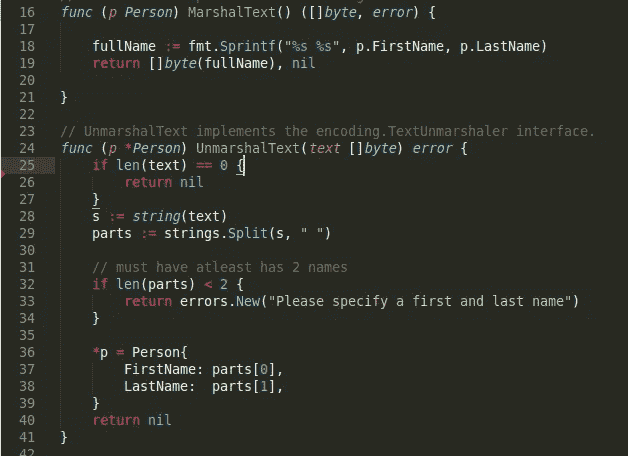 16 func (p Person) MarshalText() ([]byte, error) {
17
18     fullName := fmt.Sprintf("%s %s", p.FirstName, p.LastName)
19     return []byte(fullName), nil
20
21 }
22
23 // UnmarshalText implements the encoding.TextUnmarshaler interface.
24 func (p *Person) UnmarshalText(text []byte) error {
25     if len(text) == 0 {
26         return nil
27     }
28     s := string(text)
29     parts := strings.Split(s, " ")
30
31     // must have atleast has 2 names
32     if len(parts) < 2 {
33         return errors.New("Please specify a first and last name")
34     }
35
36     *p = Person{
37         FirstName: parts[0],
38         LastName:  parts[1],
39     }
40     return nil
41 }
42